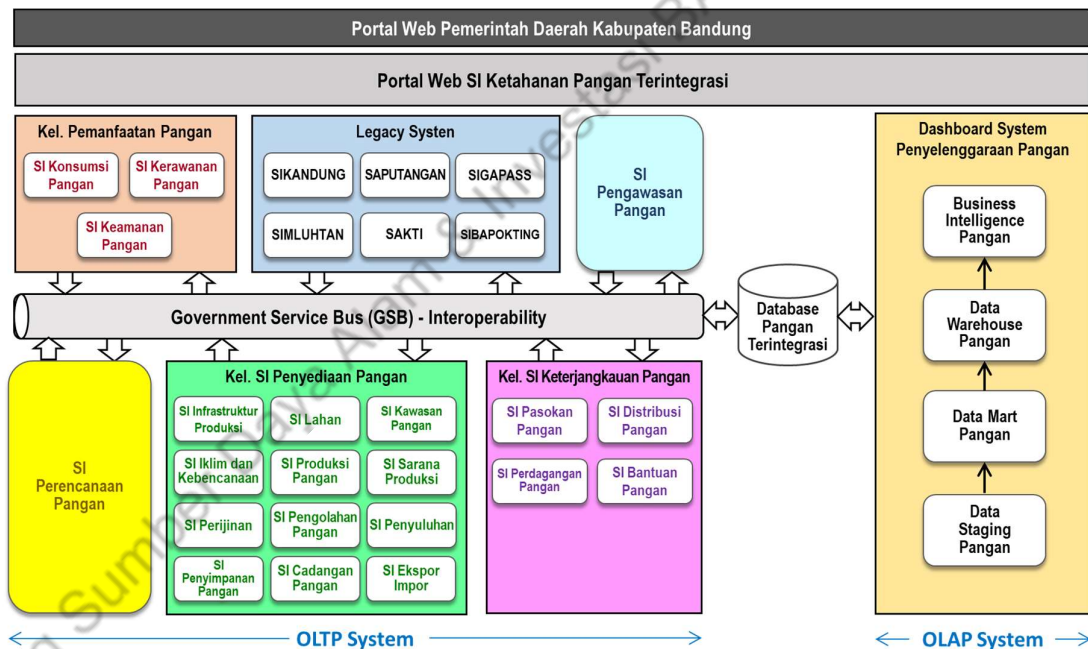 Portal Web Pemerintah Daerah Kabupaten Bandung
Portal Web SI Ketahanan Pangan Terintegrasi
Kel. Pemanfaatan Pangan
SI Konsumsi
Pangan
SI Kerawanan
Pangan
SI Keamanan
Pangan
Legacy Systen
SIKANDUNG
SAPUTANGAN
SIGAPASS
SIMLUHTAN
SAKTI
SIBAPOKTING
SI
Pengawasan
Pangan
Dashboard System
Penyelenggaraan Pangan
Business
Intelligence
Pangan
Data
Warehouse
Pangan
Data Mart
Pangan
Data
Staging
Pangan
Government Service Bus (GSB) - Interoperability
Database
Pangan
Terintegrasi
SI
Perencanaan
Pangan
Kel. SI Penyediaan Pangan
SI Infrastruktur
Produksi
SI Lahan
SI Kawasan
Pangan
SI Iklim dan
Kebencanaan
SI Produksi
Pangan
SI Sarana
Produksi
SI Perijinan
SI Pengolahan
Pangan
SI Penyuluhan
SI
Penyimpanan
Pangan
SI Cadangan
Pangan
SI Ekspor
Impor
Kel. SI Keterjangkauan Pangan
SI Pasokan
Pangan
SI Distribusi
Pangan
SI Perdagangan
Pangan
SI Bantuan
Pangan
OLTP System
OLAP System
Sumber Daya Alam & Investasi BA